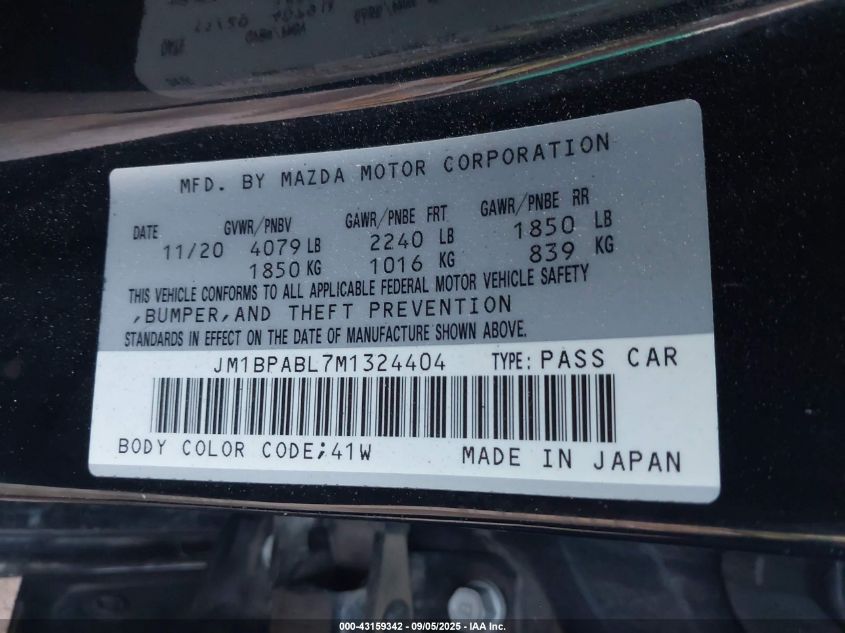 MFD. BY MAZDA MOTOR CORPORATION
DATE GVWR/PNBV GAWR/PNBE FRT GAWR/PNBE RR
11/20 4079 LB 2240 LB 1850 LB
1850 KG 1016 KG 839 KG
THIS VEHICLE CONFORMS TO ALL APPLICABLE FEDERAL MOTOR VEHICLE SAFETY
,BUMPER,AND THEFT PREVENTION
STANDARDS IN EFFECT ON THE DATE OF MANUFACTURE SHOWN ABOVE.
JM1BPABL7M1324404 TYPE: PASS CAR
BODY COLOR CODE;41W MADE IN JAPAN
000-43159342 - 09/05/2025 - IAA Inc.